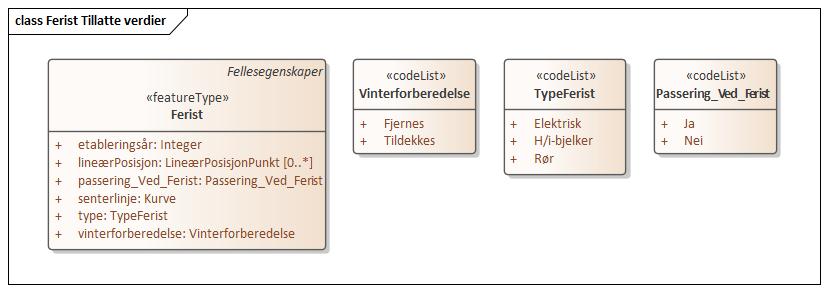 class Ferist Tillatte verdier
Fellesegenskaper
«featureType»
Ferist
+ etableringsår: Integer
+ lineærPosisjon: LineærPosisjonPunkt [0..*]
+ passering_Ved_Ferist: Passering_Ved_Ferist
+ senterlinje: Kurve
+ type: TypeFerist
+ vinterforberedelse: Vinterforberedelse
«codeList»
Vinterforberedelse
+ Fjernes
+ Tildekkes
«codeList»
TypeFerist
+ Elektrisk
+ H/i-bjelker
+ Rør
«codeList»
Passering_Ved_Ferist
+ Ja
+ Nei